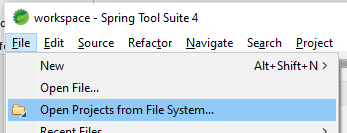 workspace - Spring Tool Suite 4
File Edit Source Refactor Navigate Search Project
New Alt+Shift+N >
Open File...
Open Projects from File System...
Recent Files